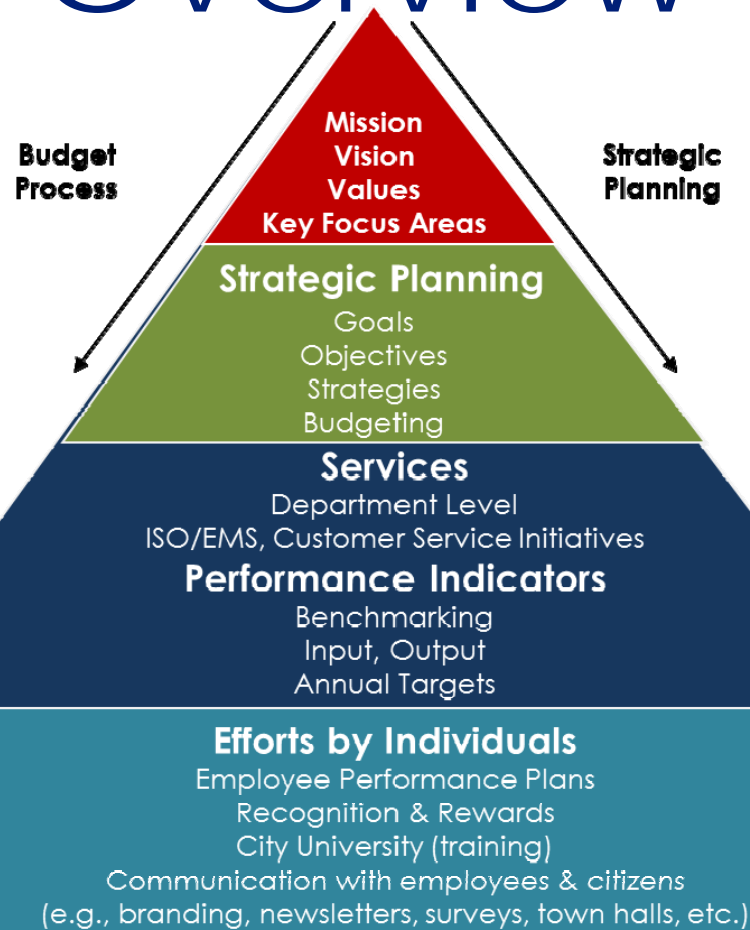 Overview
Budget
Process
Strategic
Planning
Mission
Vision
Values
Key Focus Areas
Strategic Planning
Goals
Objectives
Strategies
Budgeting
Services
Department Level
ISO/EMS, Customer Service Initiatives
Performance Indicators
Benchmarking
Input, Output
Annual Targets
Efforts by Individuals
Employee Performance Plans
Recognition & Rewards
City University (training)
Communication with employees & citizens
(e.g., branding, newsletters, surveys, town halls, etc.)